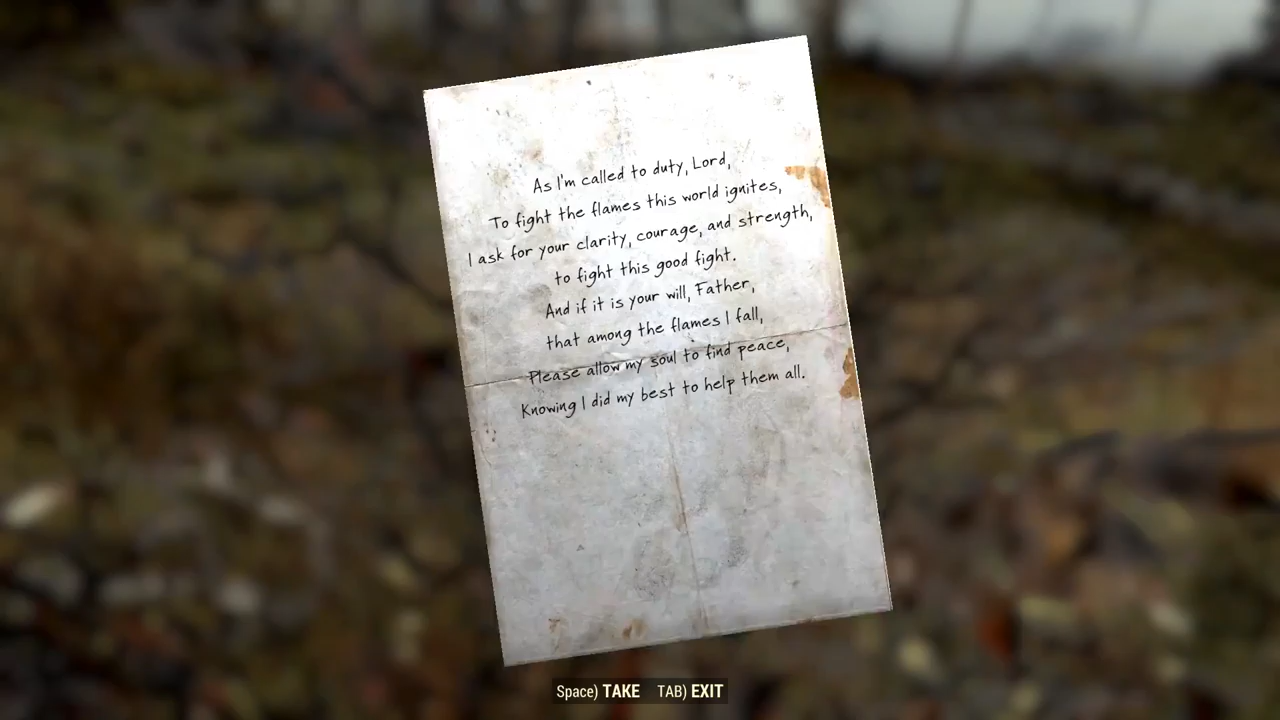 As I'm called to duty, Lord,
To fight the flames this world ignites,
I ask for your clarity, courage, and strength,
to fight this good fight.
And if it is your will, Father,
that among the flames I fall,
Please allow my soul to find peace,
Knowing I did my best to help them all.
Space) TAKE TAB) EXIT